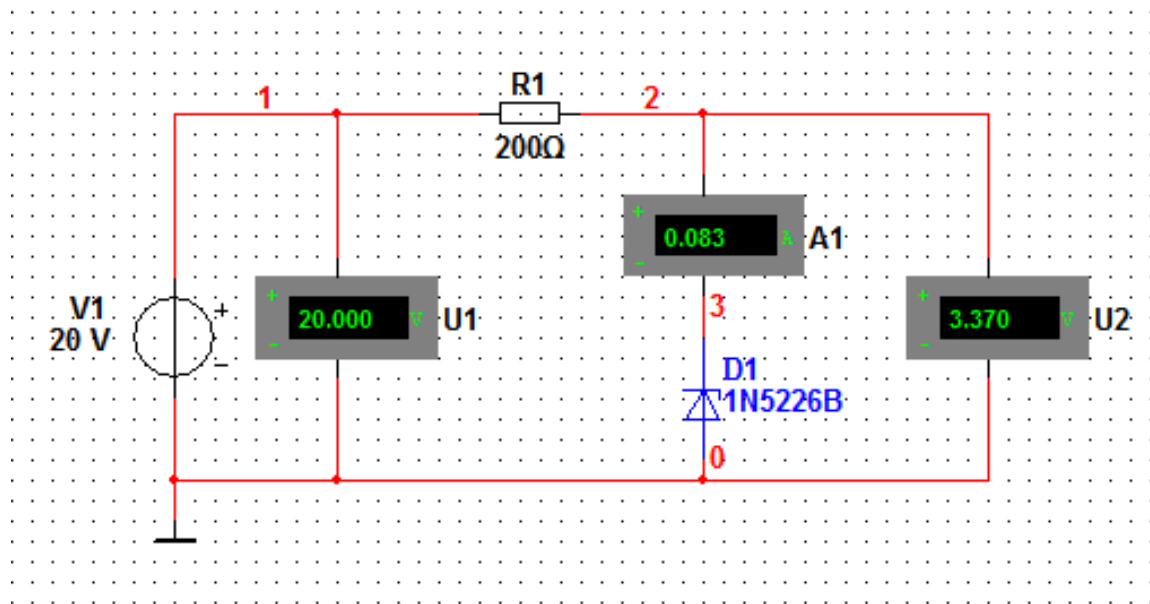 R1
1
2
200Ω
+
0.083 A
A1
-
V1
20 V
+
-
+
20.000 V
U1
-
3
+
3.370 V
U2
-
D1
1N5226B
0